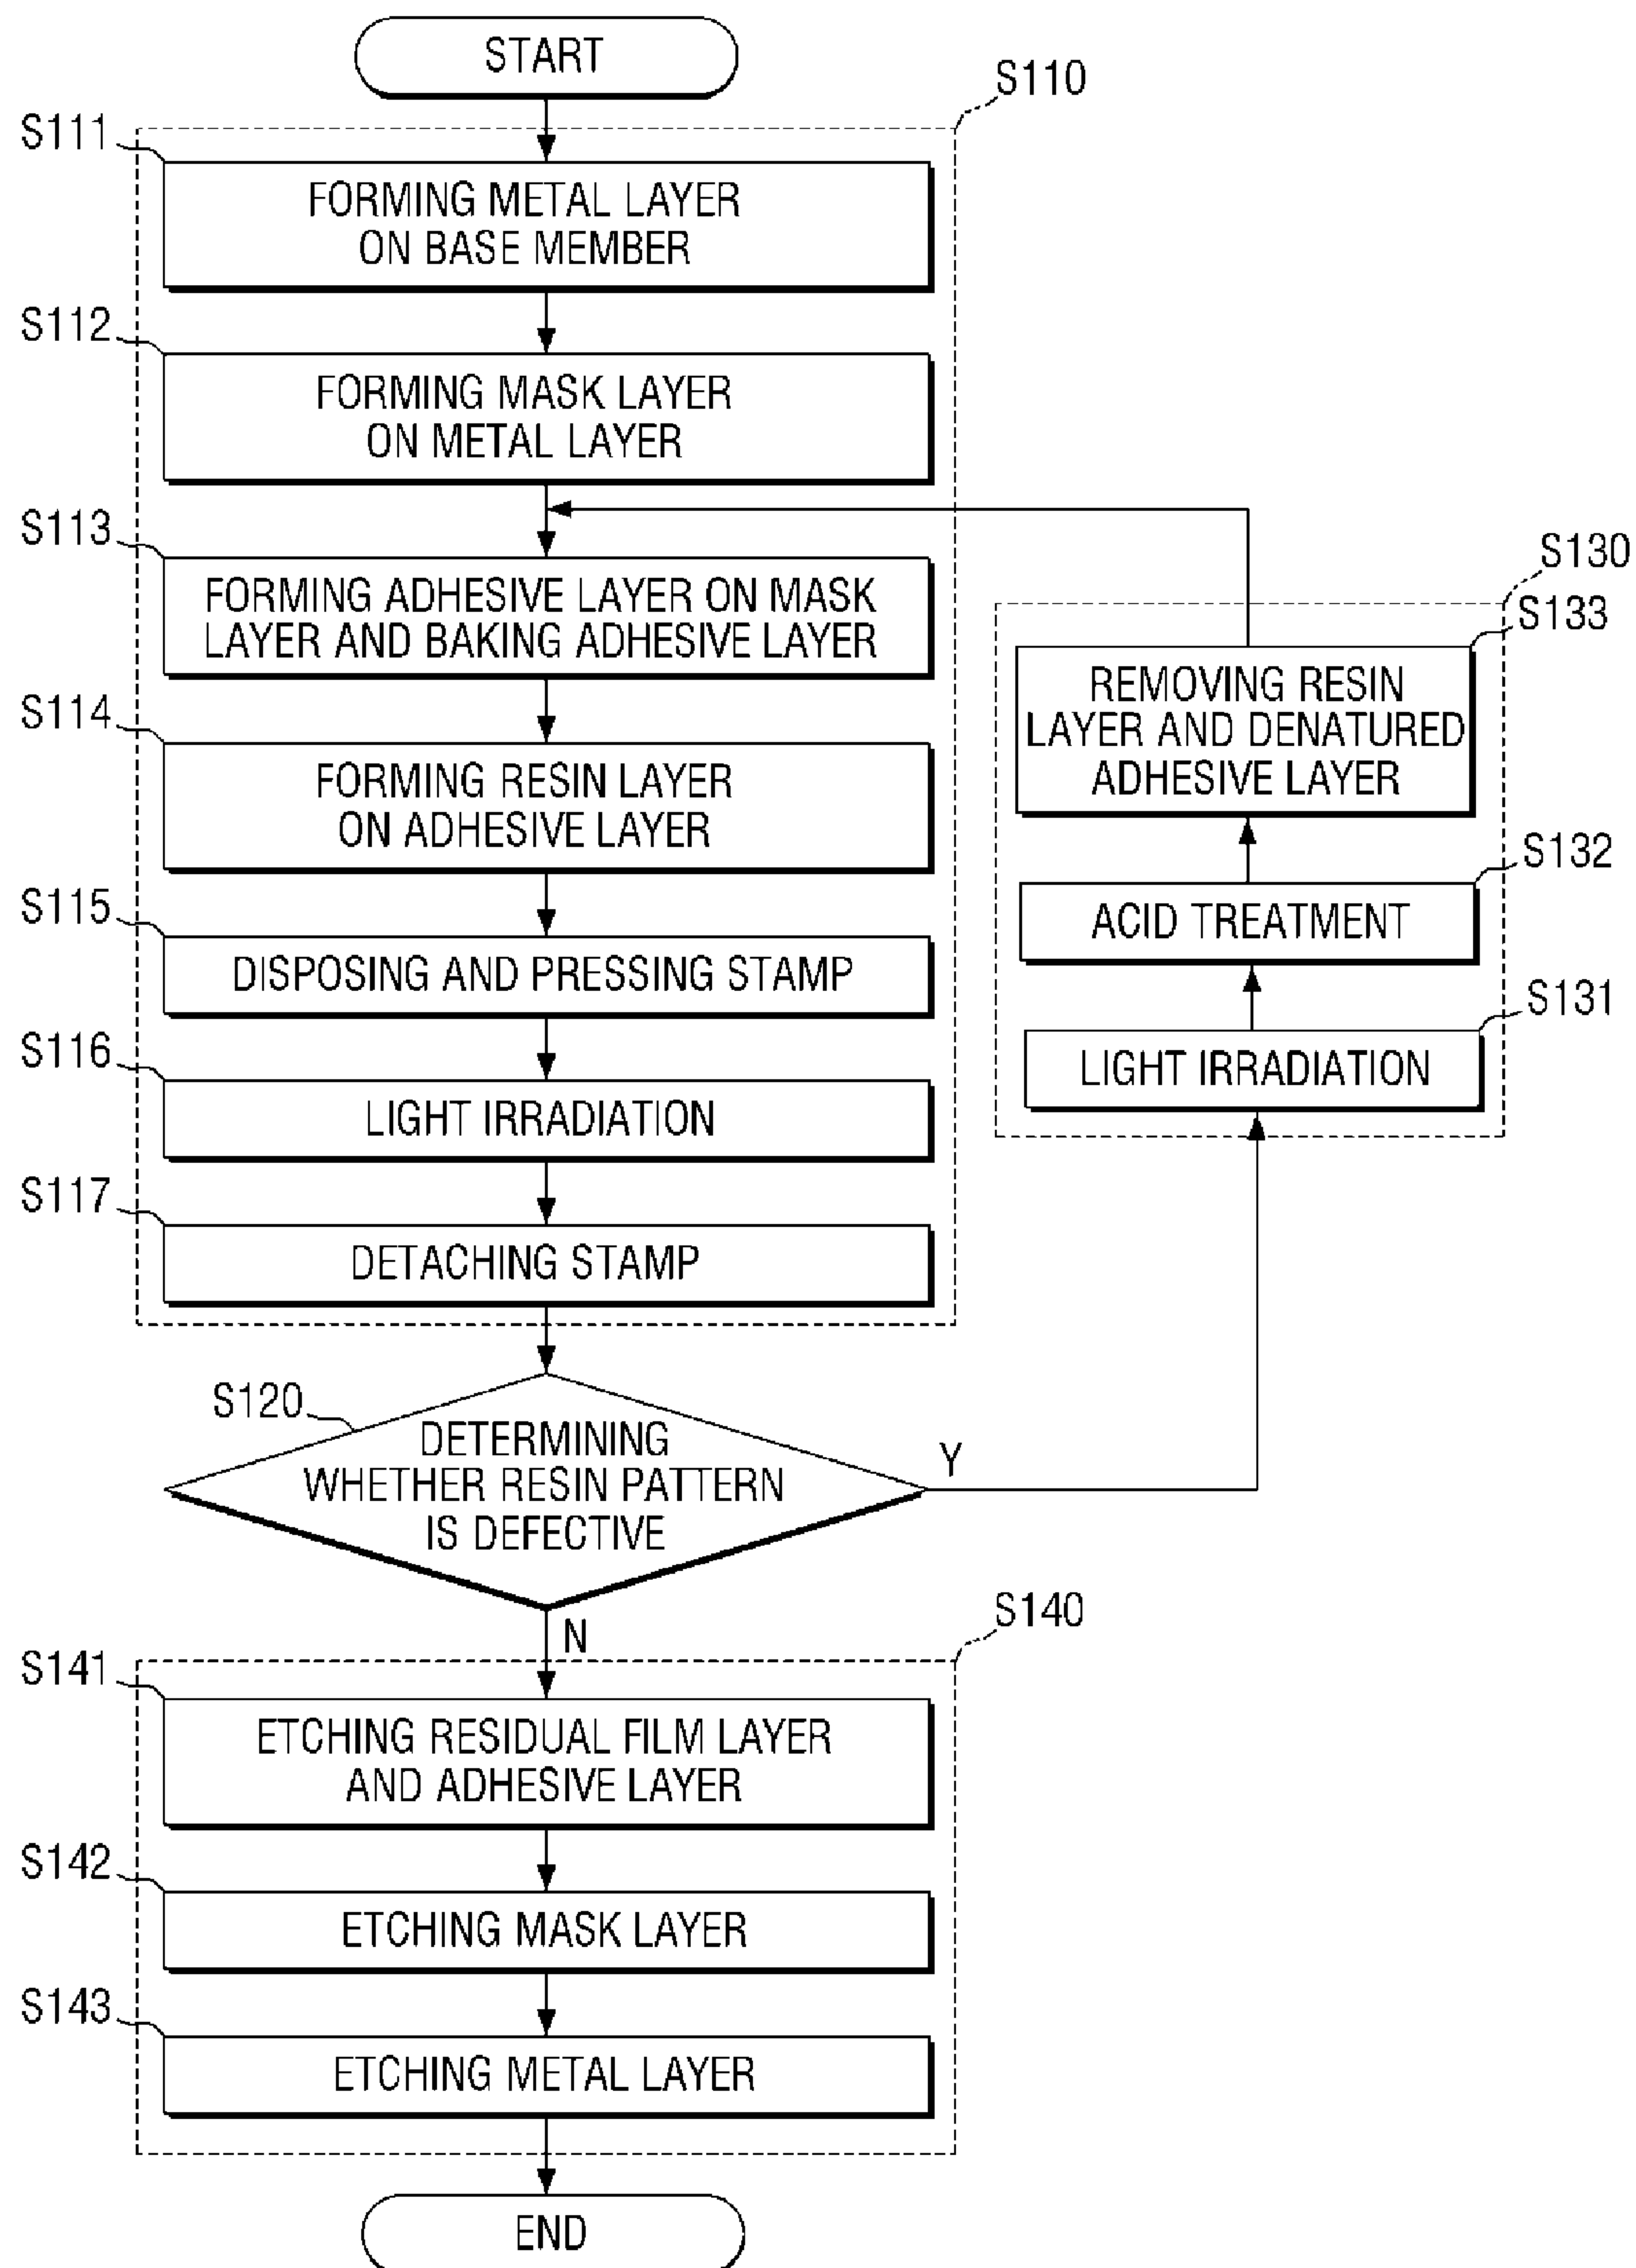 START
S110
S111
FORMING METAL LAYER
ON BASE MEMBER
S112
FORMING MASK LAYER
ON METAL LAYER
S113
FORMING ADHESIVE LAYER ON MASK
LAYER AND BAKING ADHESIVE LAYER
S114
FORMING RESIN LAYER
ON ADHESIVE LAYER
S115
DISPOSING AND PRESSING STAMP
S116
LIGHT IRRADIATION
S117
DETACHING STAMP
S130
S133
REMOVING RESIN
LAYER AND DENATURED
ADHESIVE LAYER
S132
ACID TREATMENT
S131
LIGHT IRRADIATION
S120
DETERMINING
WHETHER RESIN PATTERN
IS DEFECTIVE
Y
N
S140
S141
ETCHING RESIDUAL FILM LAYER
AND ADHESIVE LAYER
S142
ETCHING MASK LAYER
S143
ETCHING METAL LAYER
END